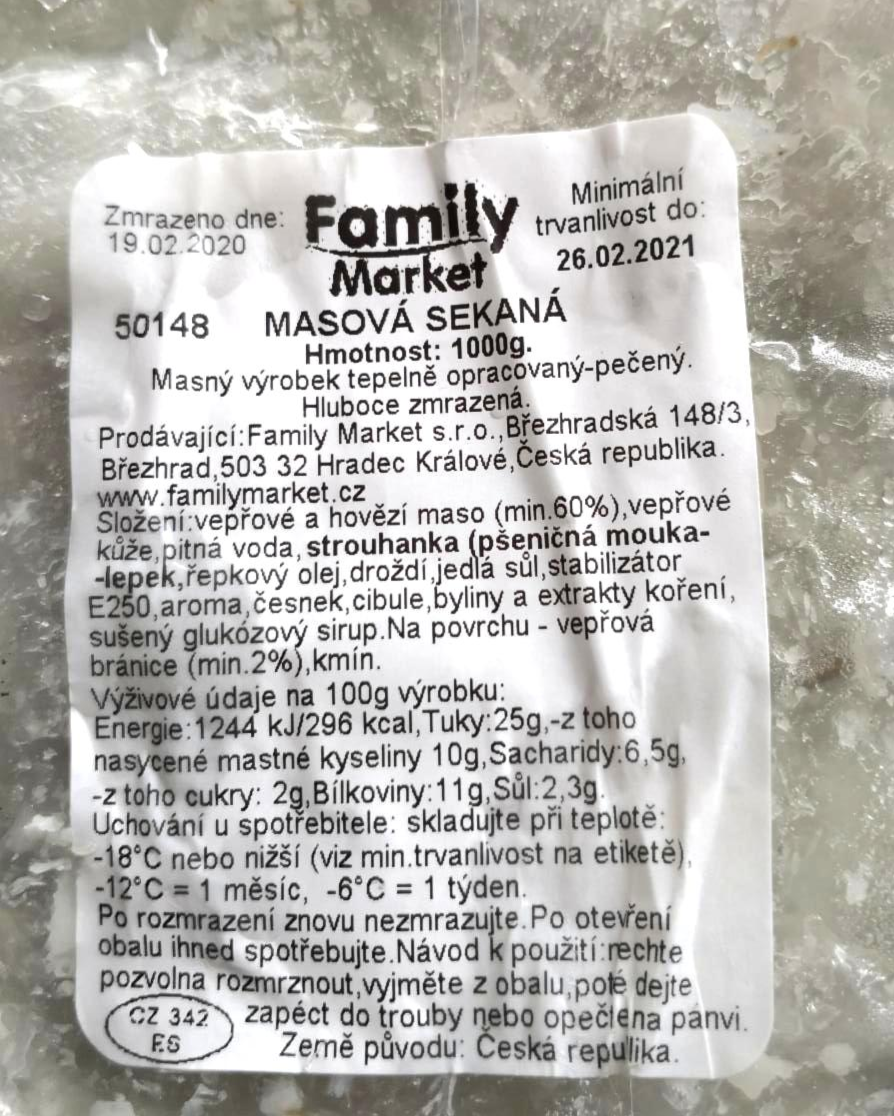 Zmrazeno dne:
19.02.2020
Family
Market
Minimální
trvanlivost do:
26.02.2021
50148 MASOVÁ SEKANÁ
Hmotnost: 1000g.
Masný výrobek tepelně opracovaný-pečený.
Hluboce zmrazená.
Prodávající:Family Market s.r.o.,Březhradská 148/3,
Březhrad,503 32 Hradec Králové,Česká republika.
www.familymarket.cz
Složení:vepřové a hovězí maso (min.60%),vepřové
kůže,pitná voda,strouhanka (pšeničná mouka-
-lepek,řepkový olej,droždí,jedlá sůl,stabilizátor
E250,aroma,česnek,cibule,byliny a extrakty koření,
sušený glukózový sirup.Na povrchu - vepřová
bránice (min.2%),kmín.
Výživové údaje na 100g výrobku:
Energie:1244 kJ/296 kcal,Tuky:25g,-z toho
nasycené mastné kyseliny 10g,Sacharidy:6,5g,
-z toho cukry: 2g,Bílkoviny:11g,Sůl:2,3g.
Uchování u spotřebitele: skladujte při teplotě:
-18°C nebo nižší (viz min.trvanlivost na etiketě),
-12°C = 1 měsíc, -6°C = 1 týden.
Po rozmrazení znovu nezmrazujte.Po otevření
obalu ihned spotřebujte.Návod k použití:nechte
pozvolna rozmrznout,vyjměte z obalu,poté dejte
zapéct do trouby nebo opečte na pánvi.
CZ 342
ES
Země původu: Česká repulika.